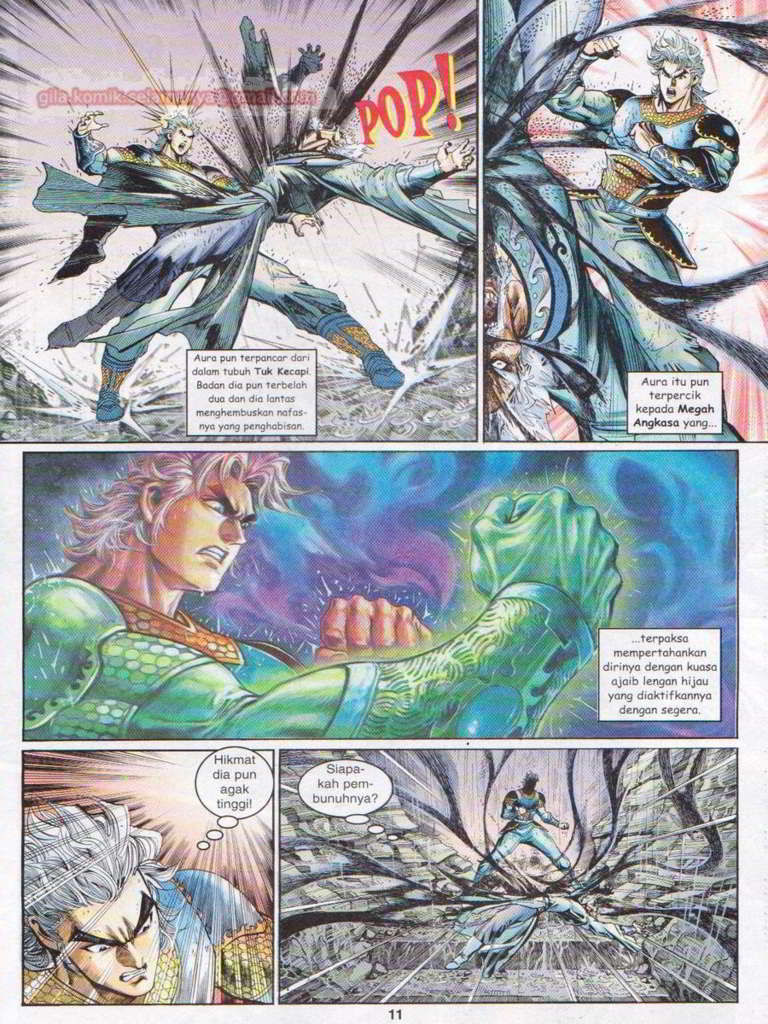 gila.komik.selamanya@gmail.com
POP!
Aura pun terpancar dari
dalam tubuh Tuk Kecapi.
Badan dia pun terbelah
dua dan dia lantas
menghembuskan nafas-
nya yang penghabisan.
Aura itu pun
terpercik
kepada Megah
Angkasa yang...
...terpaksa
mempertahankan
dirinya dengan kuasa
ajaib lengan hijau
yang diaktifkannya
dengan segera.
Hikmat
dia pun
agak
tinggi!
Siapa-
kah pem-
bunuhnya?
11